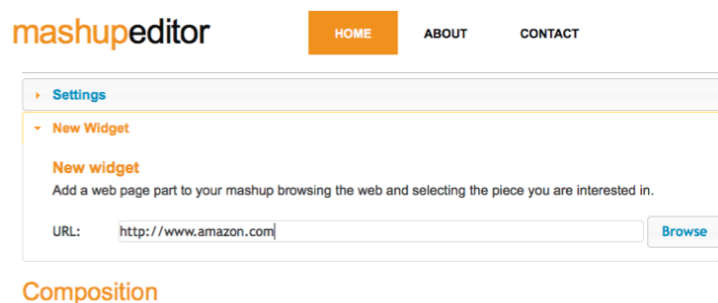 mashupeditor
HOME ABOUT CONTACT
Settings
New Widget
New widget
Add a web page part to your mashup browsing the web and selecting the piece you are interested in.
URL: http://www.amazon.com Browse
Composition